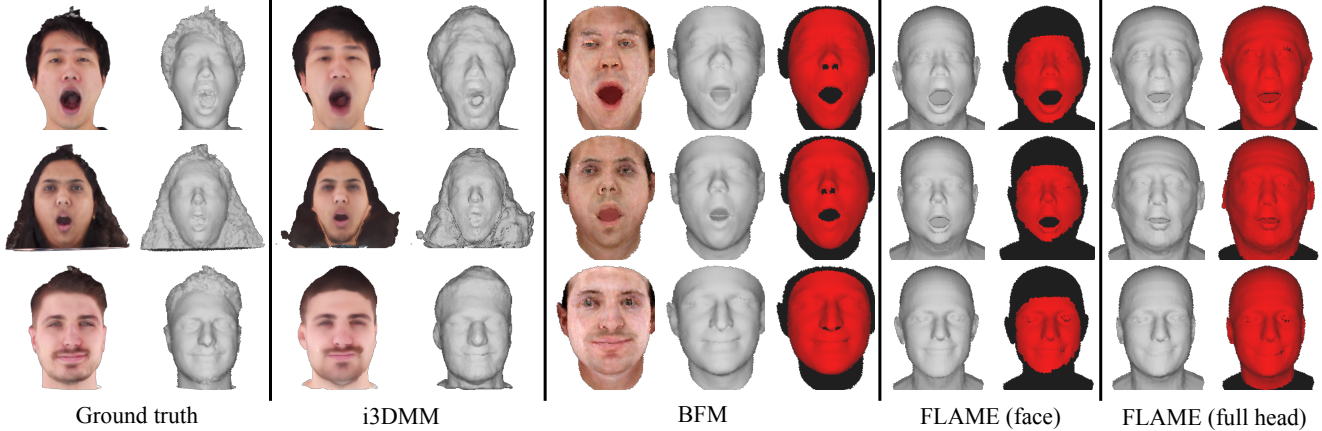 Ground truth
i3DMM
BFM
FLAME (face)
FLAME (full head)